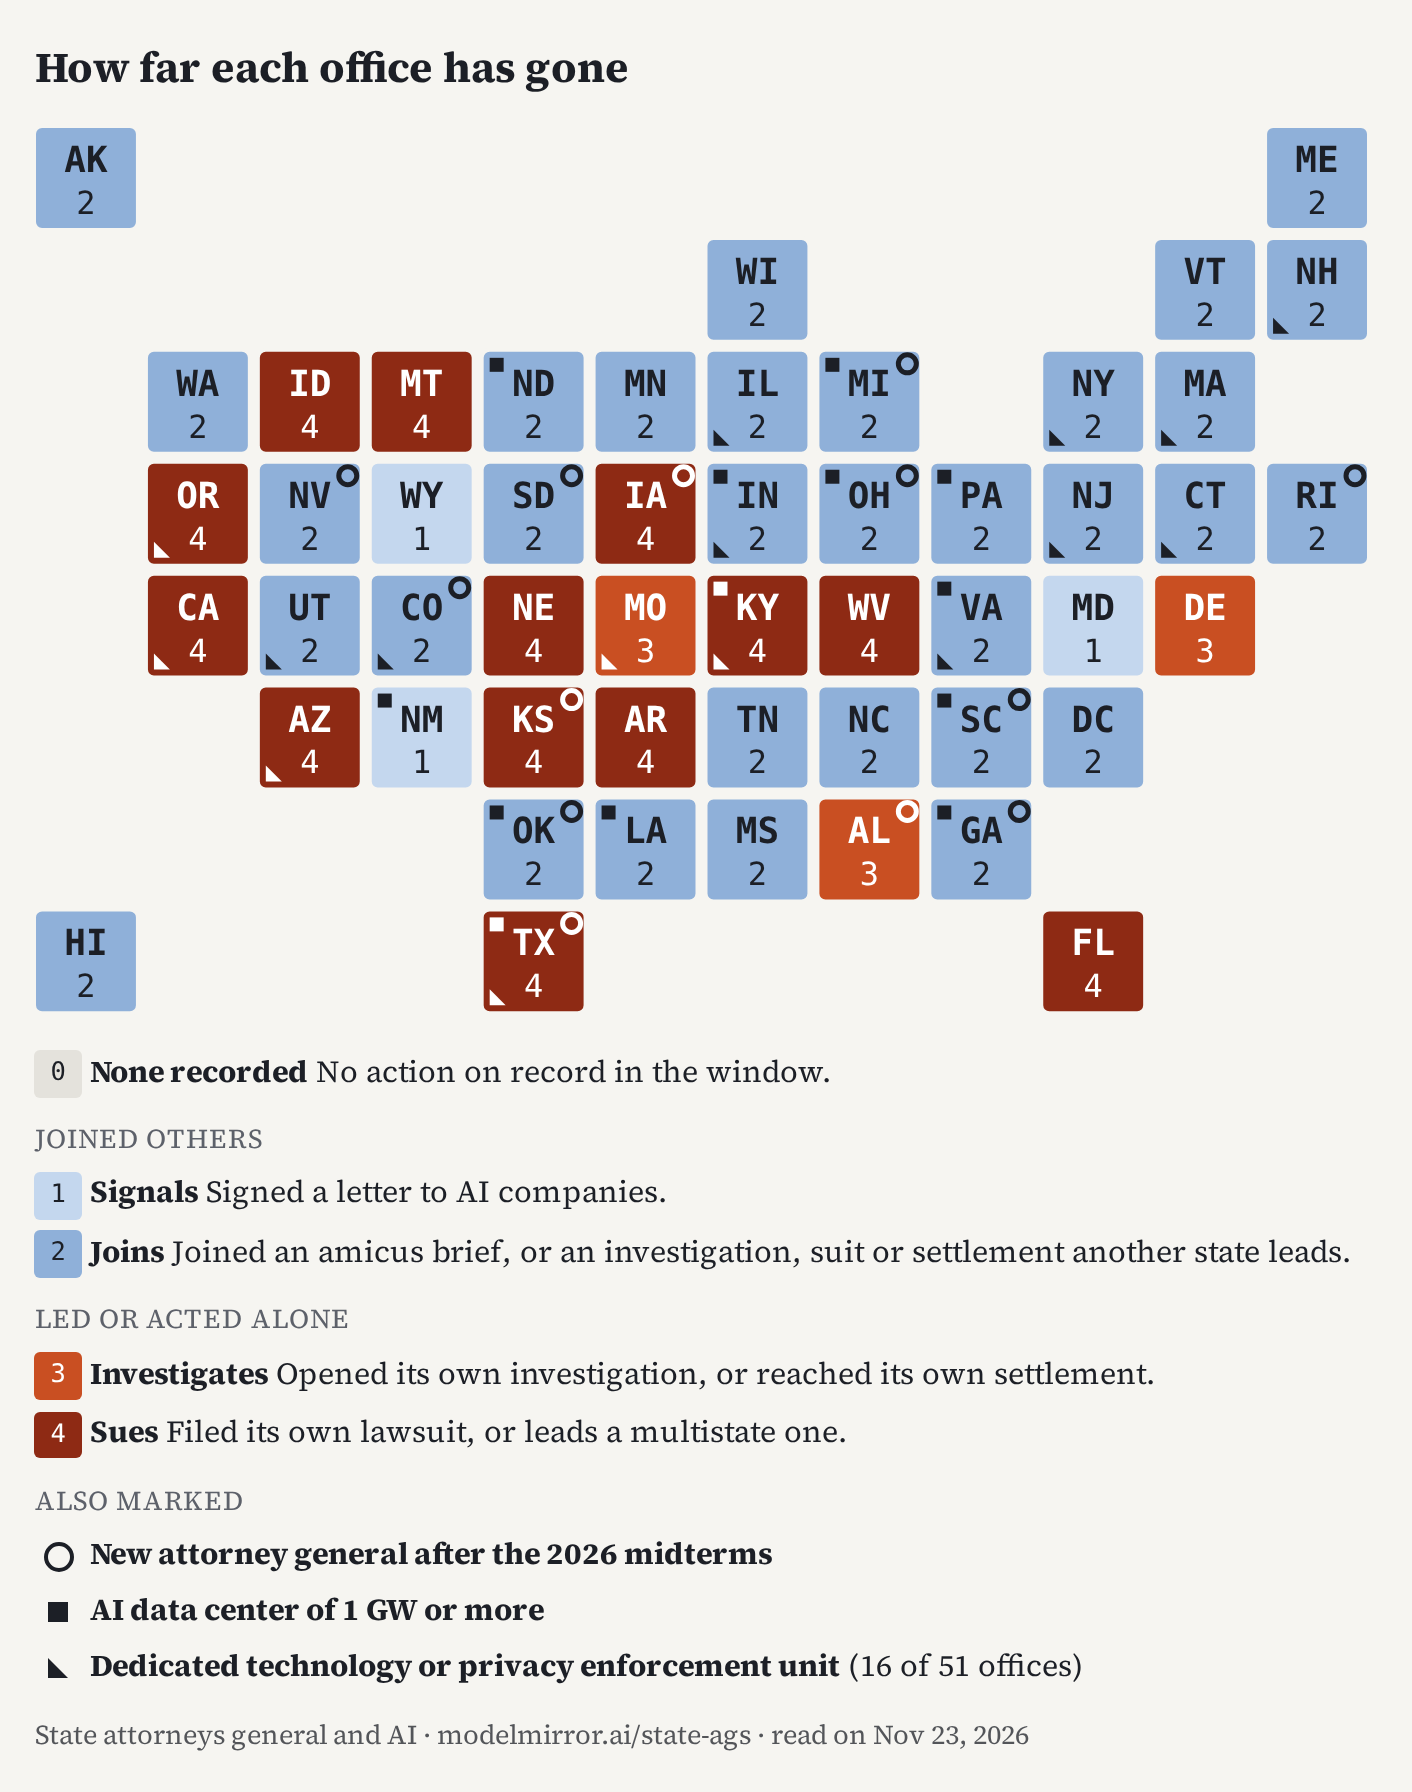 How far each office has gone
AK ME
2 2
WI VT NH
2 2 2
WA ID MT ND MN IL MI NY MA
2 4 4 2 2 2 2 2 2
OR NV WY SD IA IN OH PA NJ CT RI
4 2 1 2 4 2 2 2 2 2 2
CA UT CO NE MO KY WV VA MD DE
4 2 2 4 3 4 4 2 1 3
AZ NM KS AR TN NC SC DC
4 1 4 4 2 2 2 2
OK LA MS AL GA
2 2 2 3 2
HI TX FL
2 4 4
0 None recorded No action on record in the window.
JOINED OTHERS
1 Signals Signed a letter to AI companies.
2 Joins Joined an amicus brief, or an investigation, suit or settlement another state leads.
LED OR ACTED ALONE
3 Investigates Opened its own investigation, or reached its own settlement.
4 Sues Filed its own lawsuit, or leads a multistate one.
ALSO MARKED
New attorney general after the 2026 midterms
AI data center of 1 GW or more
Dedicated technology or privacy enforcement unit (16 of 51 offices)
State attorneys general and AI · modelmirror.ai/state-ags · read on Nov 23, 2026